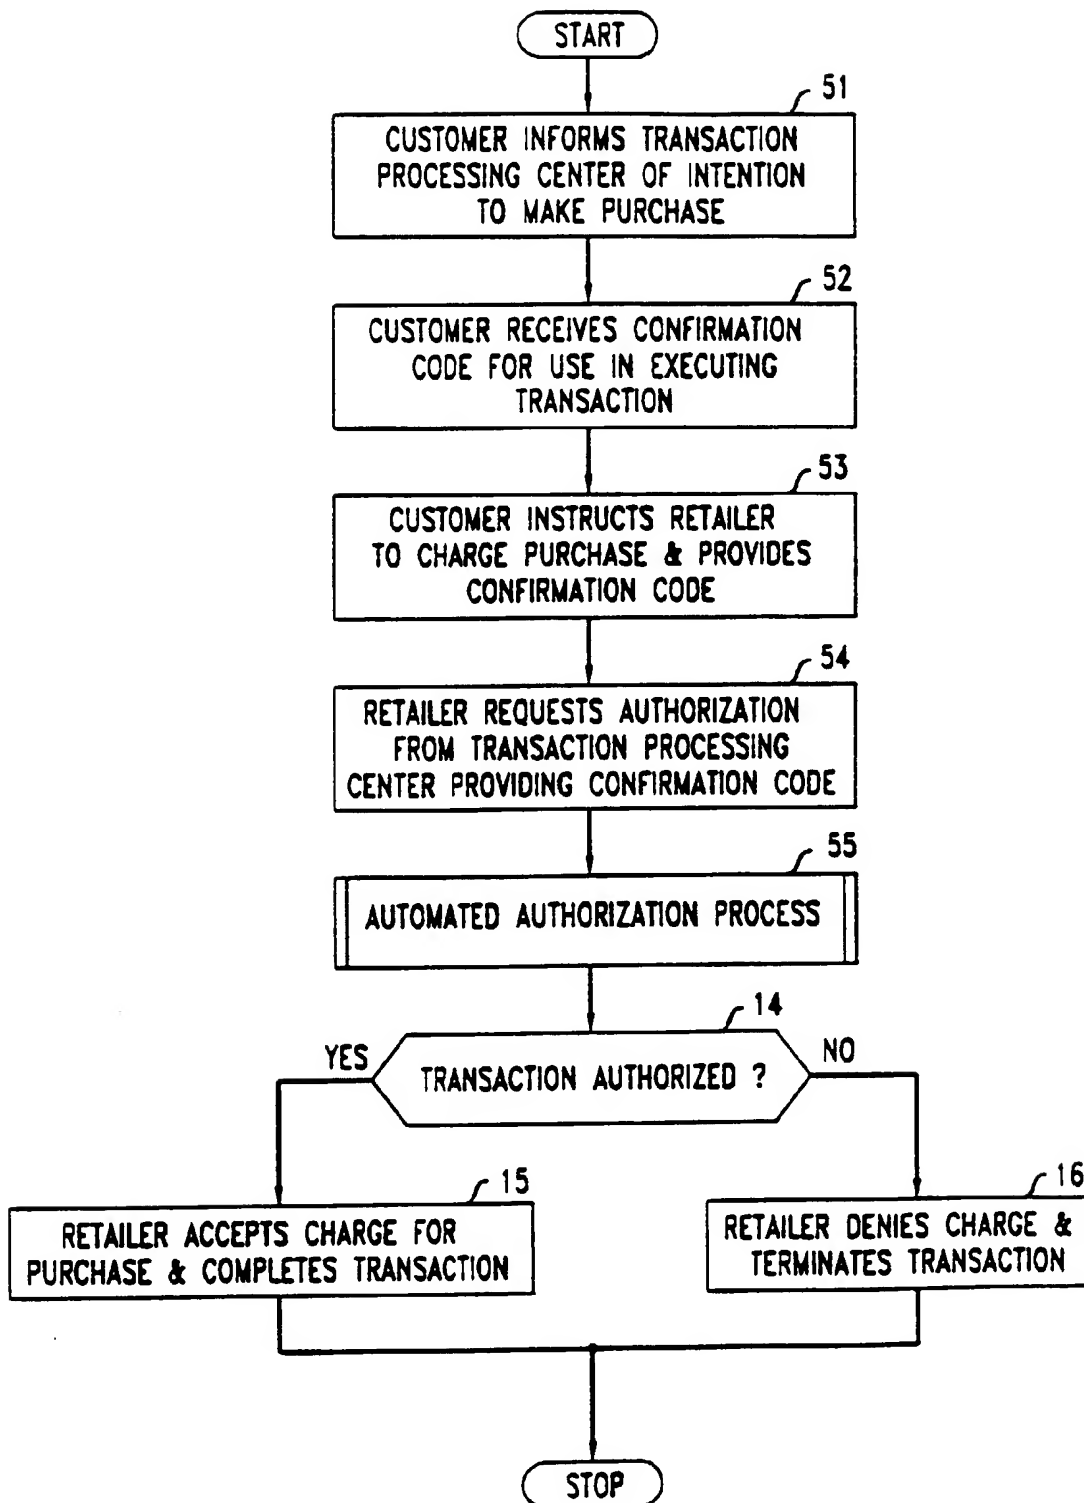 START
51
CUSTOMER INFORMS TRANSACTION
PROCESSING CENTER OF INTENTION
TO MAKE PURCHASE
52
CUSTOMER RECEIVES CONFIRMATION
CODE FOR USE IN EXECUTING
TRANSACTION
53
CUSTOMER INSTRUCTS RETAILER
TO CHARGE PURCHASE & PROVIDES
CONFIRMATION CODE
54
RETAILER REQUESTS AUTHORIZATION
FROM TRANSACTION PROCESSING
CENTER PROVIDING CONFIRMATION CODE
55
AUTOMATED AUTHORIZATION PROCESS
14
YES
TRANSACTION AUTHORIZED ?
NO
15
RETAILER ACCEPTS CHARGE FOR
PURCHASE & COMPLETES TRANSACTION
16
RETAILER DENIES CHARGE &
TERMINATES TRANSACTION
STOP